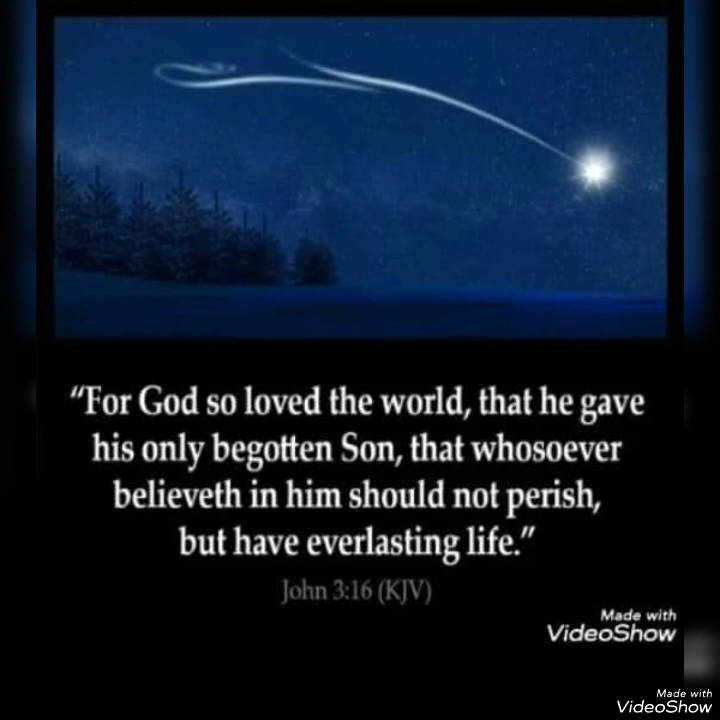 “For God so loved the world, that he gave
his only begotten Son, that whosoever
believeth in him should not perish,
but have everlasting life.”
John 3:16 (KJV)
Made with
VideoShow
Made with
VideoShow